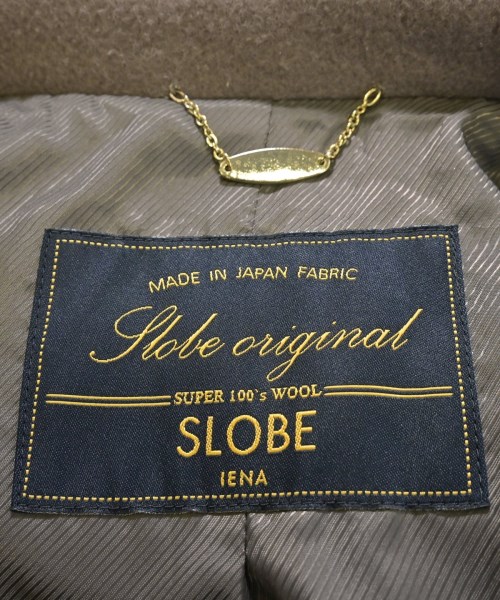 MADE IN JAPAN FABRIC
Slobe original
SUPER 100's WOOL
SLOBE
IENA